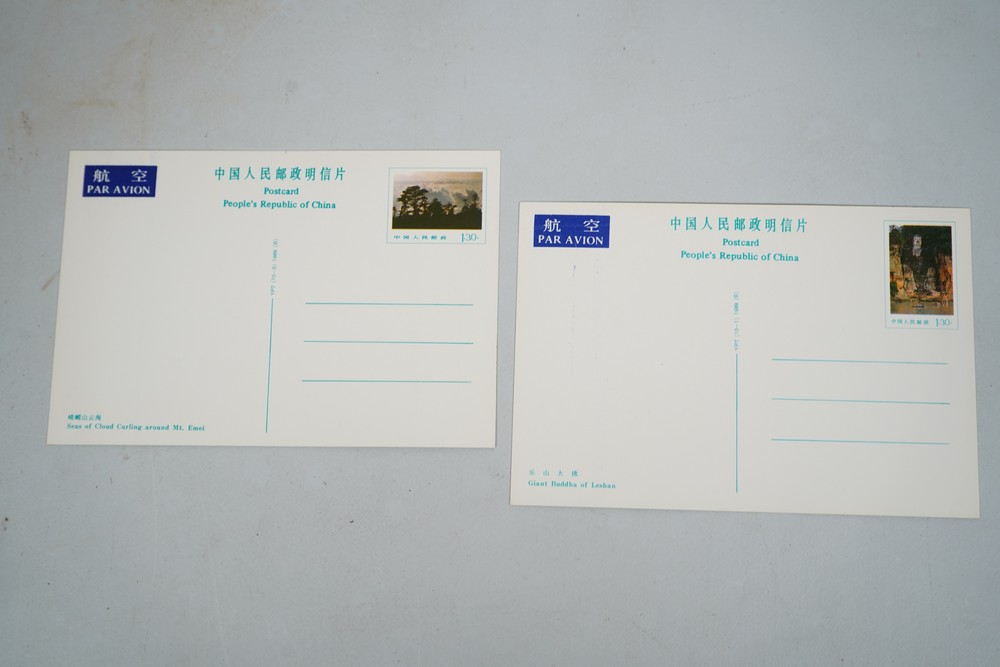 航 空
PAR AVION
中国人民邮政明信片
Postcard
People's Republic of China
中国人民邮政
1·30·
峨嵋山云海
Seas of Cloud Curling around Mt. Emei
航 空
PAR AVION
中国人民邮政明信片
Postcard
People's Republic of China
中国人民邮政
1·30·
乐 山 大 佛
Giant Buddha of Leshan